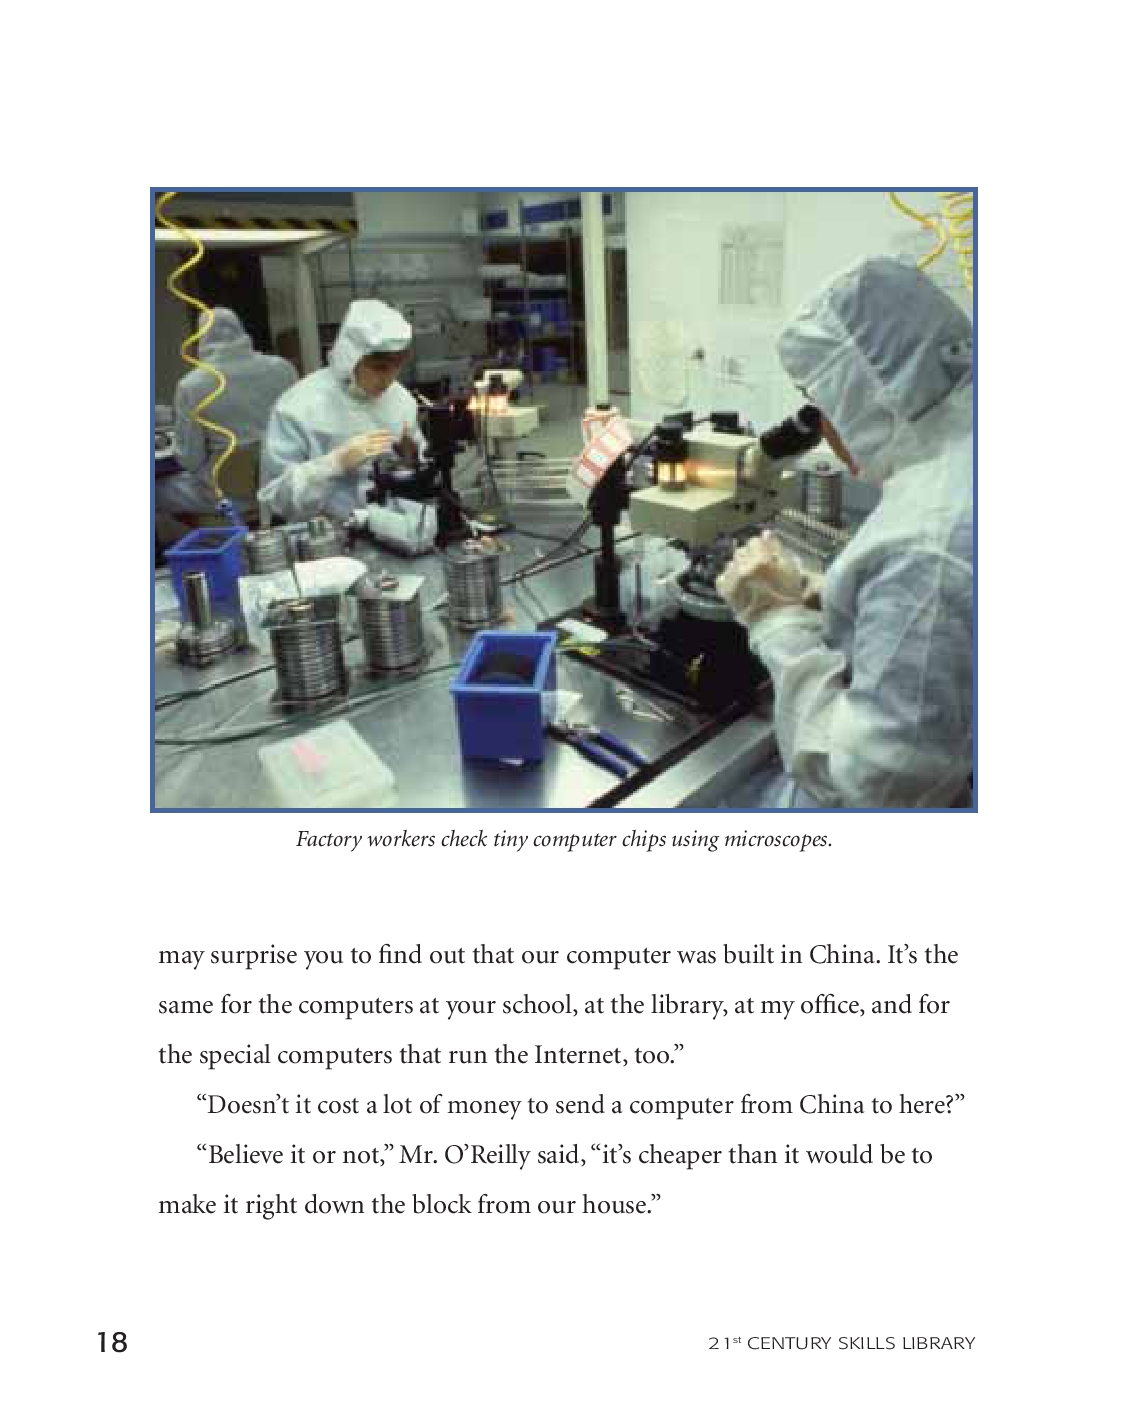 Factory workers check tiny computer chips using microscopes.
may surprise you to find out that our computer was built in China. It’s the
same for the computers at your school, at the library, at my office, and for
the special computers that run the Internet, too.”
“Doesn’t it cost a lot of money to send a computer from China to here?”
“Believe it or not,” Mr. O’Reilly said, “it’s cheaper than it would be to
make it right down the block from our house.”
18
21st CENTURY SKILLS LIBRARY